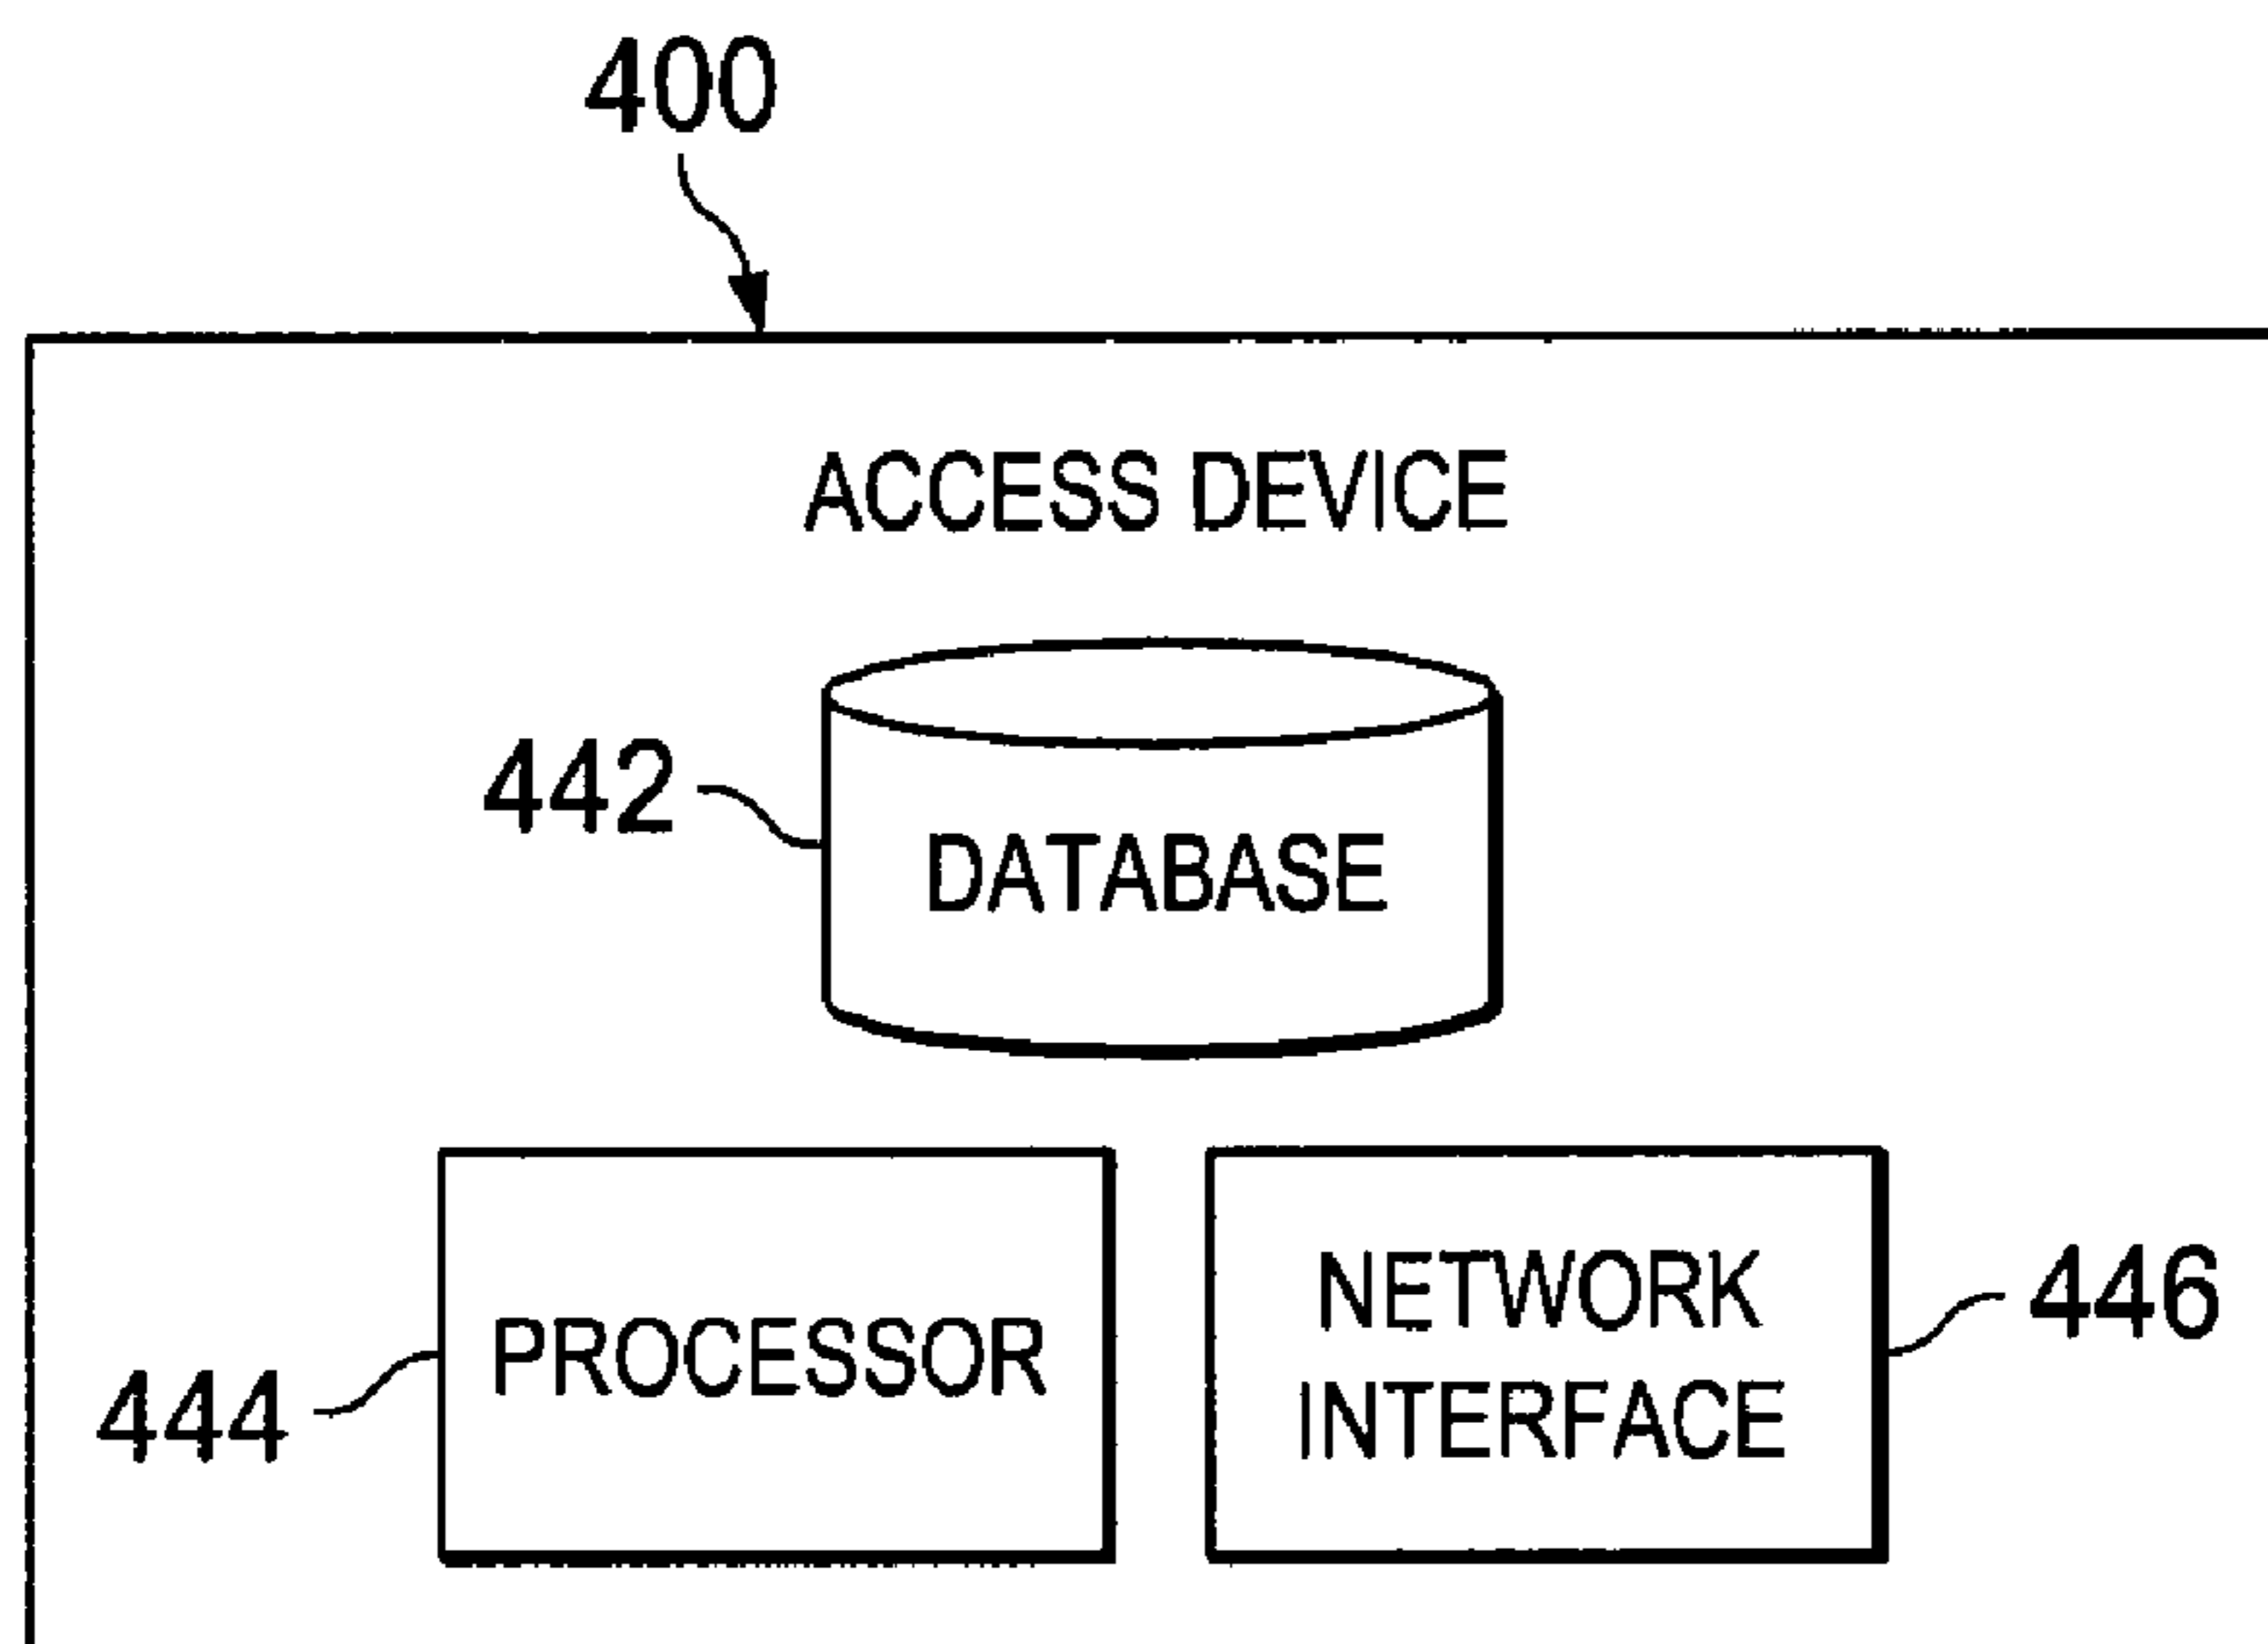 400
ACCESS DEVICE
442
DATABASE
444
PROCESSOR
NETWORK
INTERFACE
446